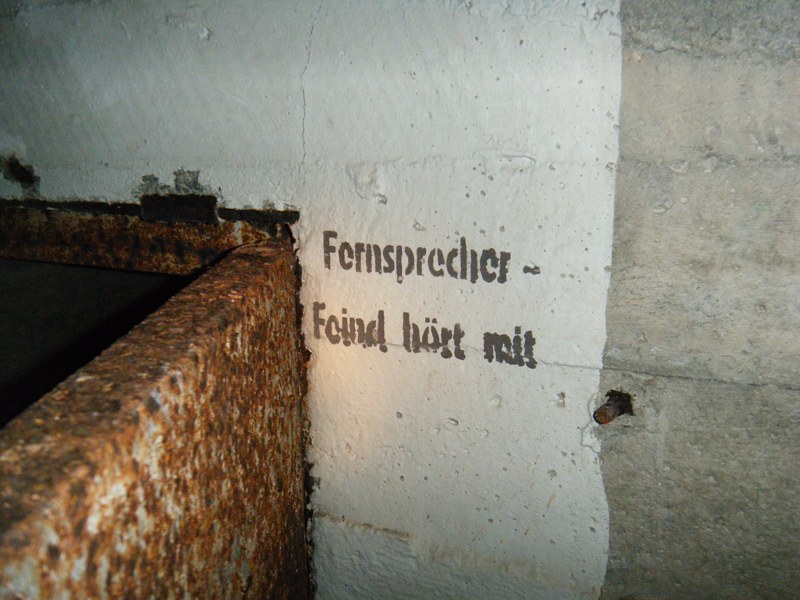 Fernsprecher -
Feind hört mit